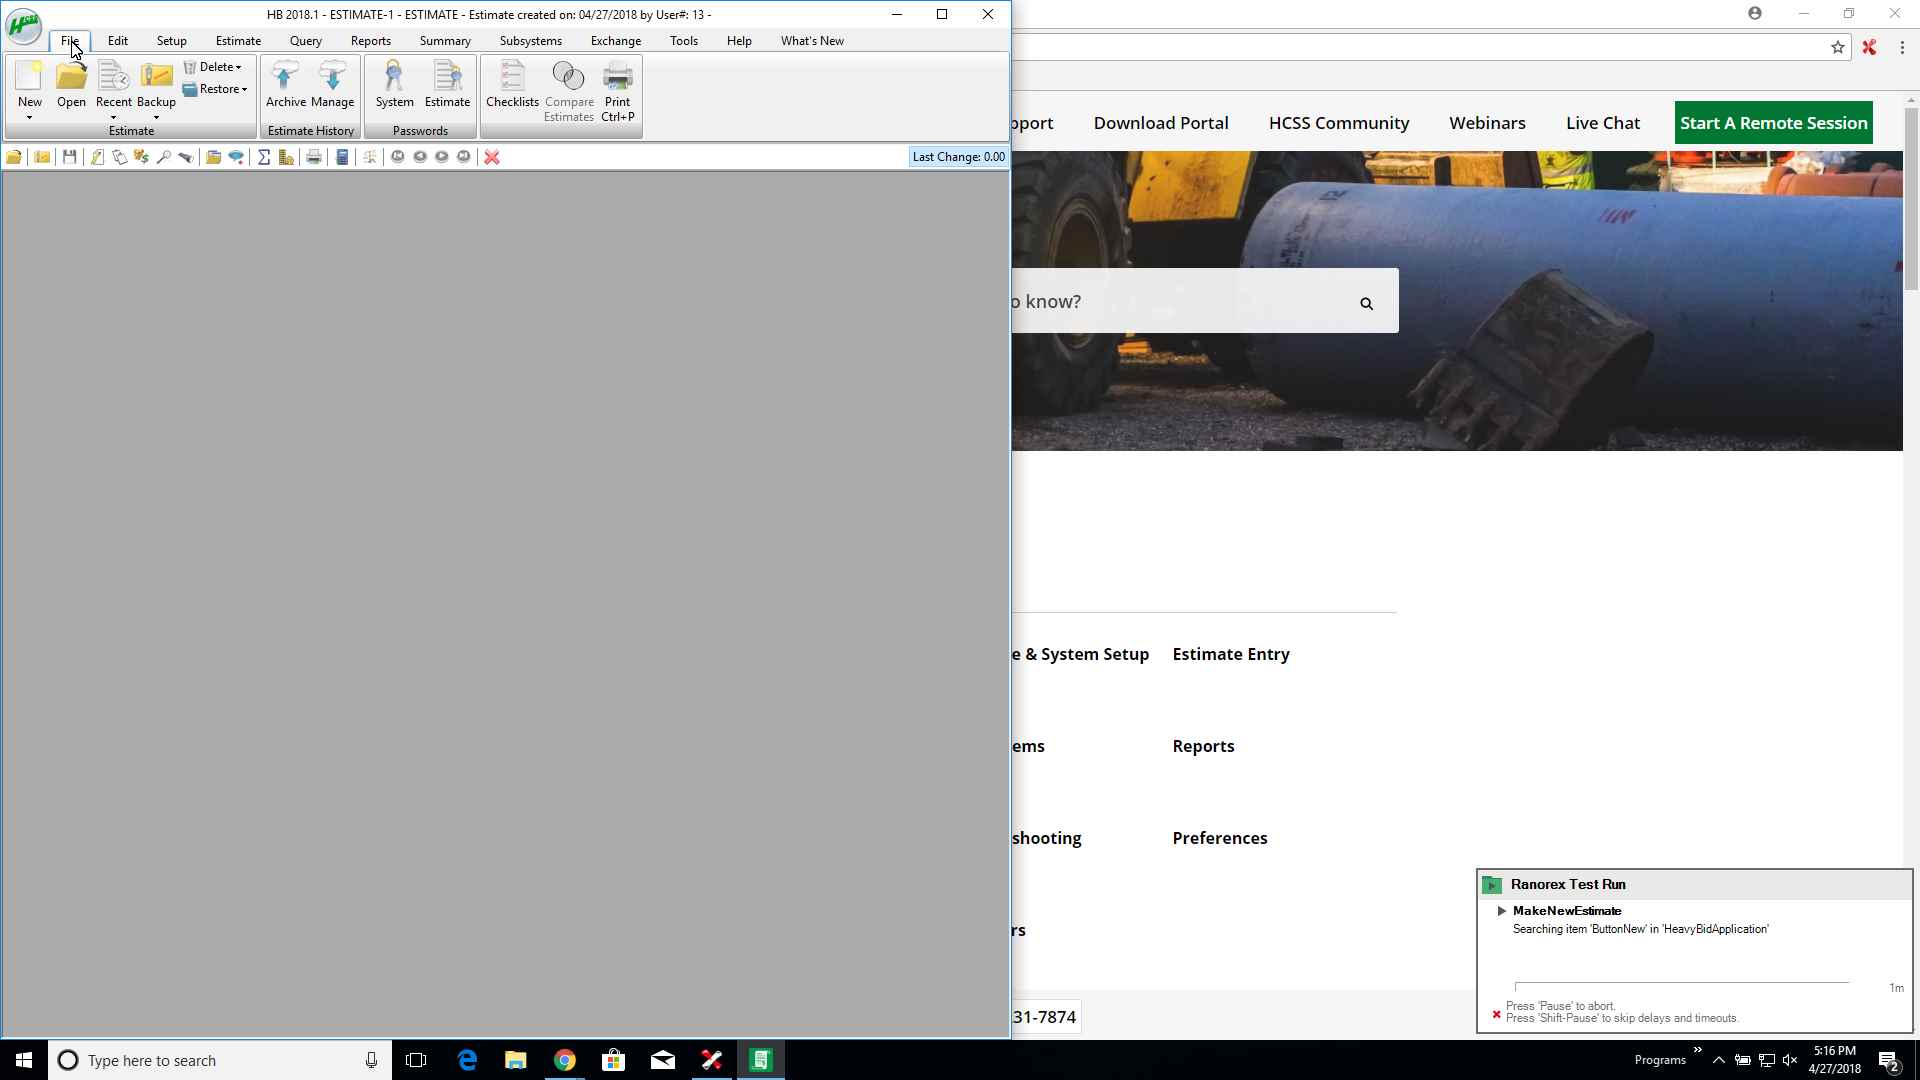 HB 2018.1 - ESTIMATE-1 - ESTIMATE - Estimate created on: 04/27/2018 by User#: 13 -
File Edit Setup Estimate Query Reports Summary Subsystems Exchange Tools Help What's New
New Open Recent Backup Delete Restore
Estimate
Archive Manage
Estimate History
System Estimate
Passwords
Checklists Compare Estimates Print Ctrl+P
Last Change: 0.00
Download Portal HCSS Community Webinars Live Chat Start A Remote Session
o know?
e & System Setup Estimate Entry
ems Reports
shooting Preferences
rs
31-7874
Ranorex Test Run
MakeNewEstimate
Searching item 'ButtonNew' in 'HeavyBidApplication'
1m
Press 'Pause' to abort.
Press 'Shift-Pause' to skip delays and timeouts.
Type here to search
Programs
5:16 PM
4/27/2018
2